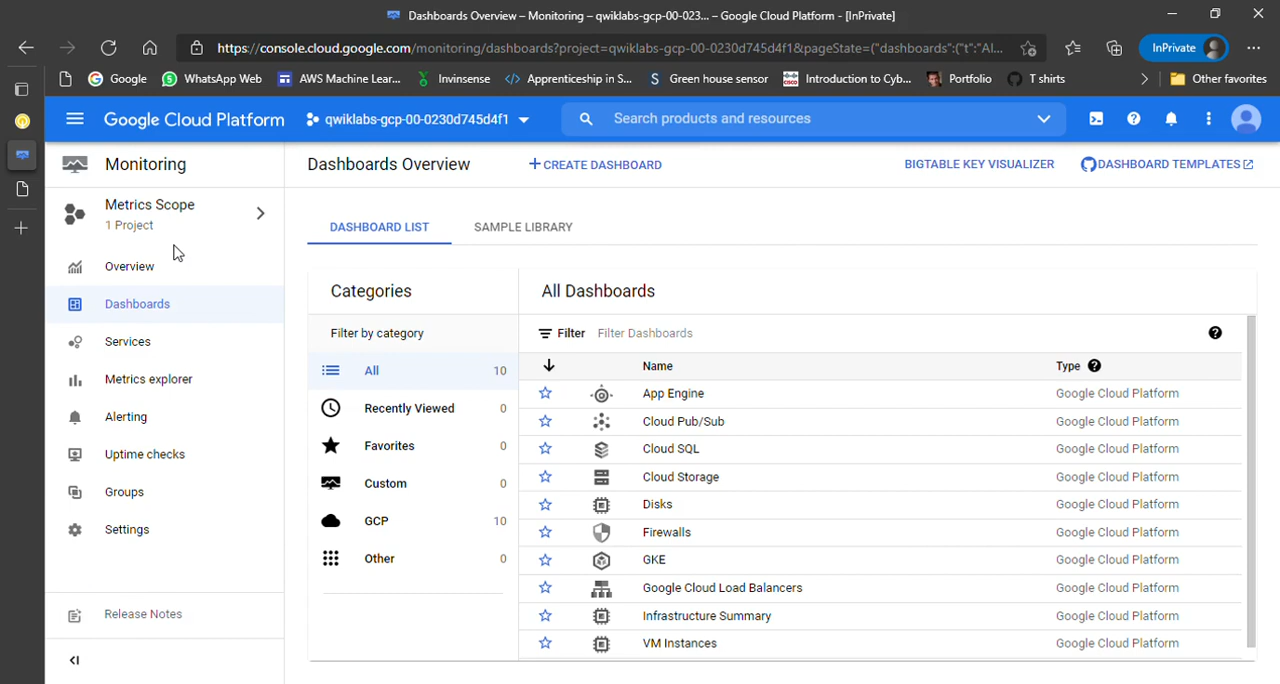 Dashboards Overview – Monitoring – qwiklabs-gcp-00-023... – Google Cloud Platform - [InPrivate]
https://console.cloud.google.com/monitoring/dashboards?project=qwiklabs-gcp-00-0230d745d4f1&pageState=("dashboards":("t":"Al...
InPrivate
Google
WhatsApp Web
AWS Machine Lear...
Invinsense
Apprenticeship in S...
Green house sensor
Introduction to Cyb...
Portfolio
T shirts
Other favorites
Google Cloud Platform
qwiklabs-gcp-00-0230d745d4f1
Search products and resources
Monitoring
Metrics Scope
1 Project
Overview
Dashboards
Services
Metrics explorer
Alerting
Uptime checks
Groups
Settings
Release Notes
Dashboards Overview
CREATE DASHBOARD
BIGTABLE KEY VISUALIZER
DASHBOARD TEMPLATES
DASHBOARD LIST
SAMPLE LIBRARY
Categories
Filter by category
All 10
Recently Viewed 0
Favorites 0
Custom 0
GCP 10
Other 0
All Dashboards
Filter Filter Dashboards
Name Type
App Engine Google Cloud Platform
Cloud Pub/Sub Google Cloud Platform
Cloud SQL Google Cloud Platform
Cloud Storage Google Cloud Platform
Disks Google Cloud Platform
Firewalls Google Cloud Platform
GKE Google Cloud Platform
Google Cloud Load Balancers Google Cloud Platform
Infrastructure Summary Google Cloud Platform
VM Instances Google Cloud Platform